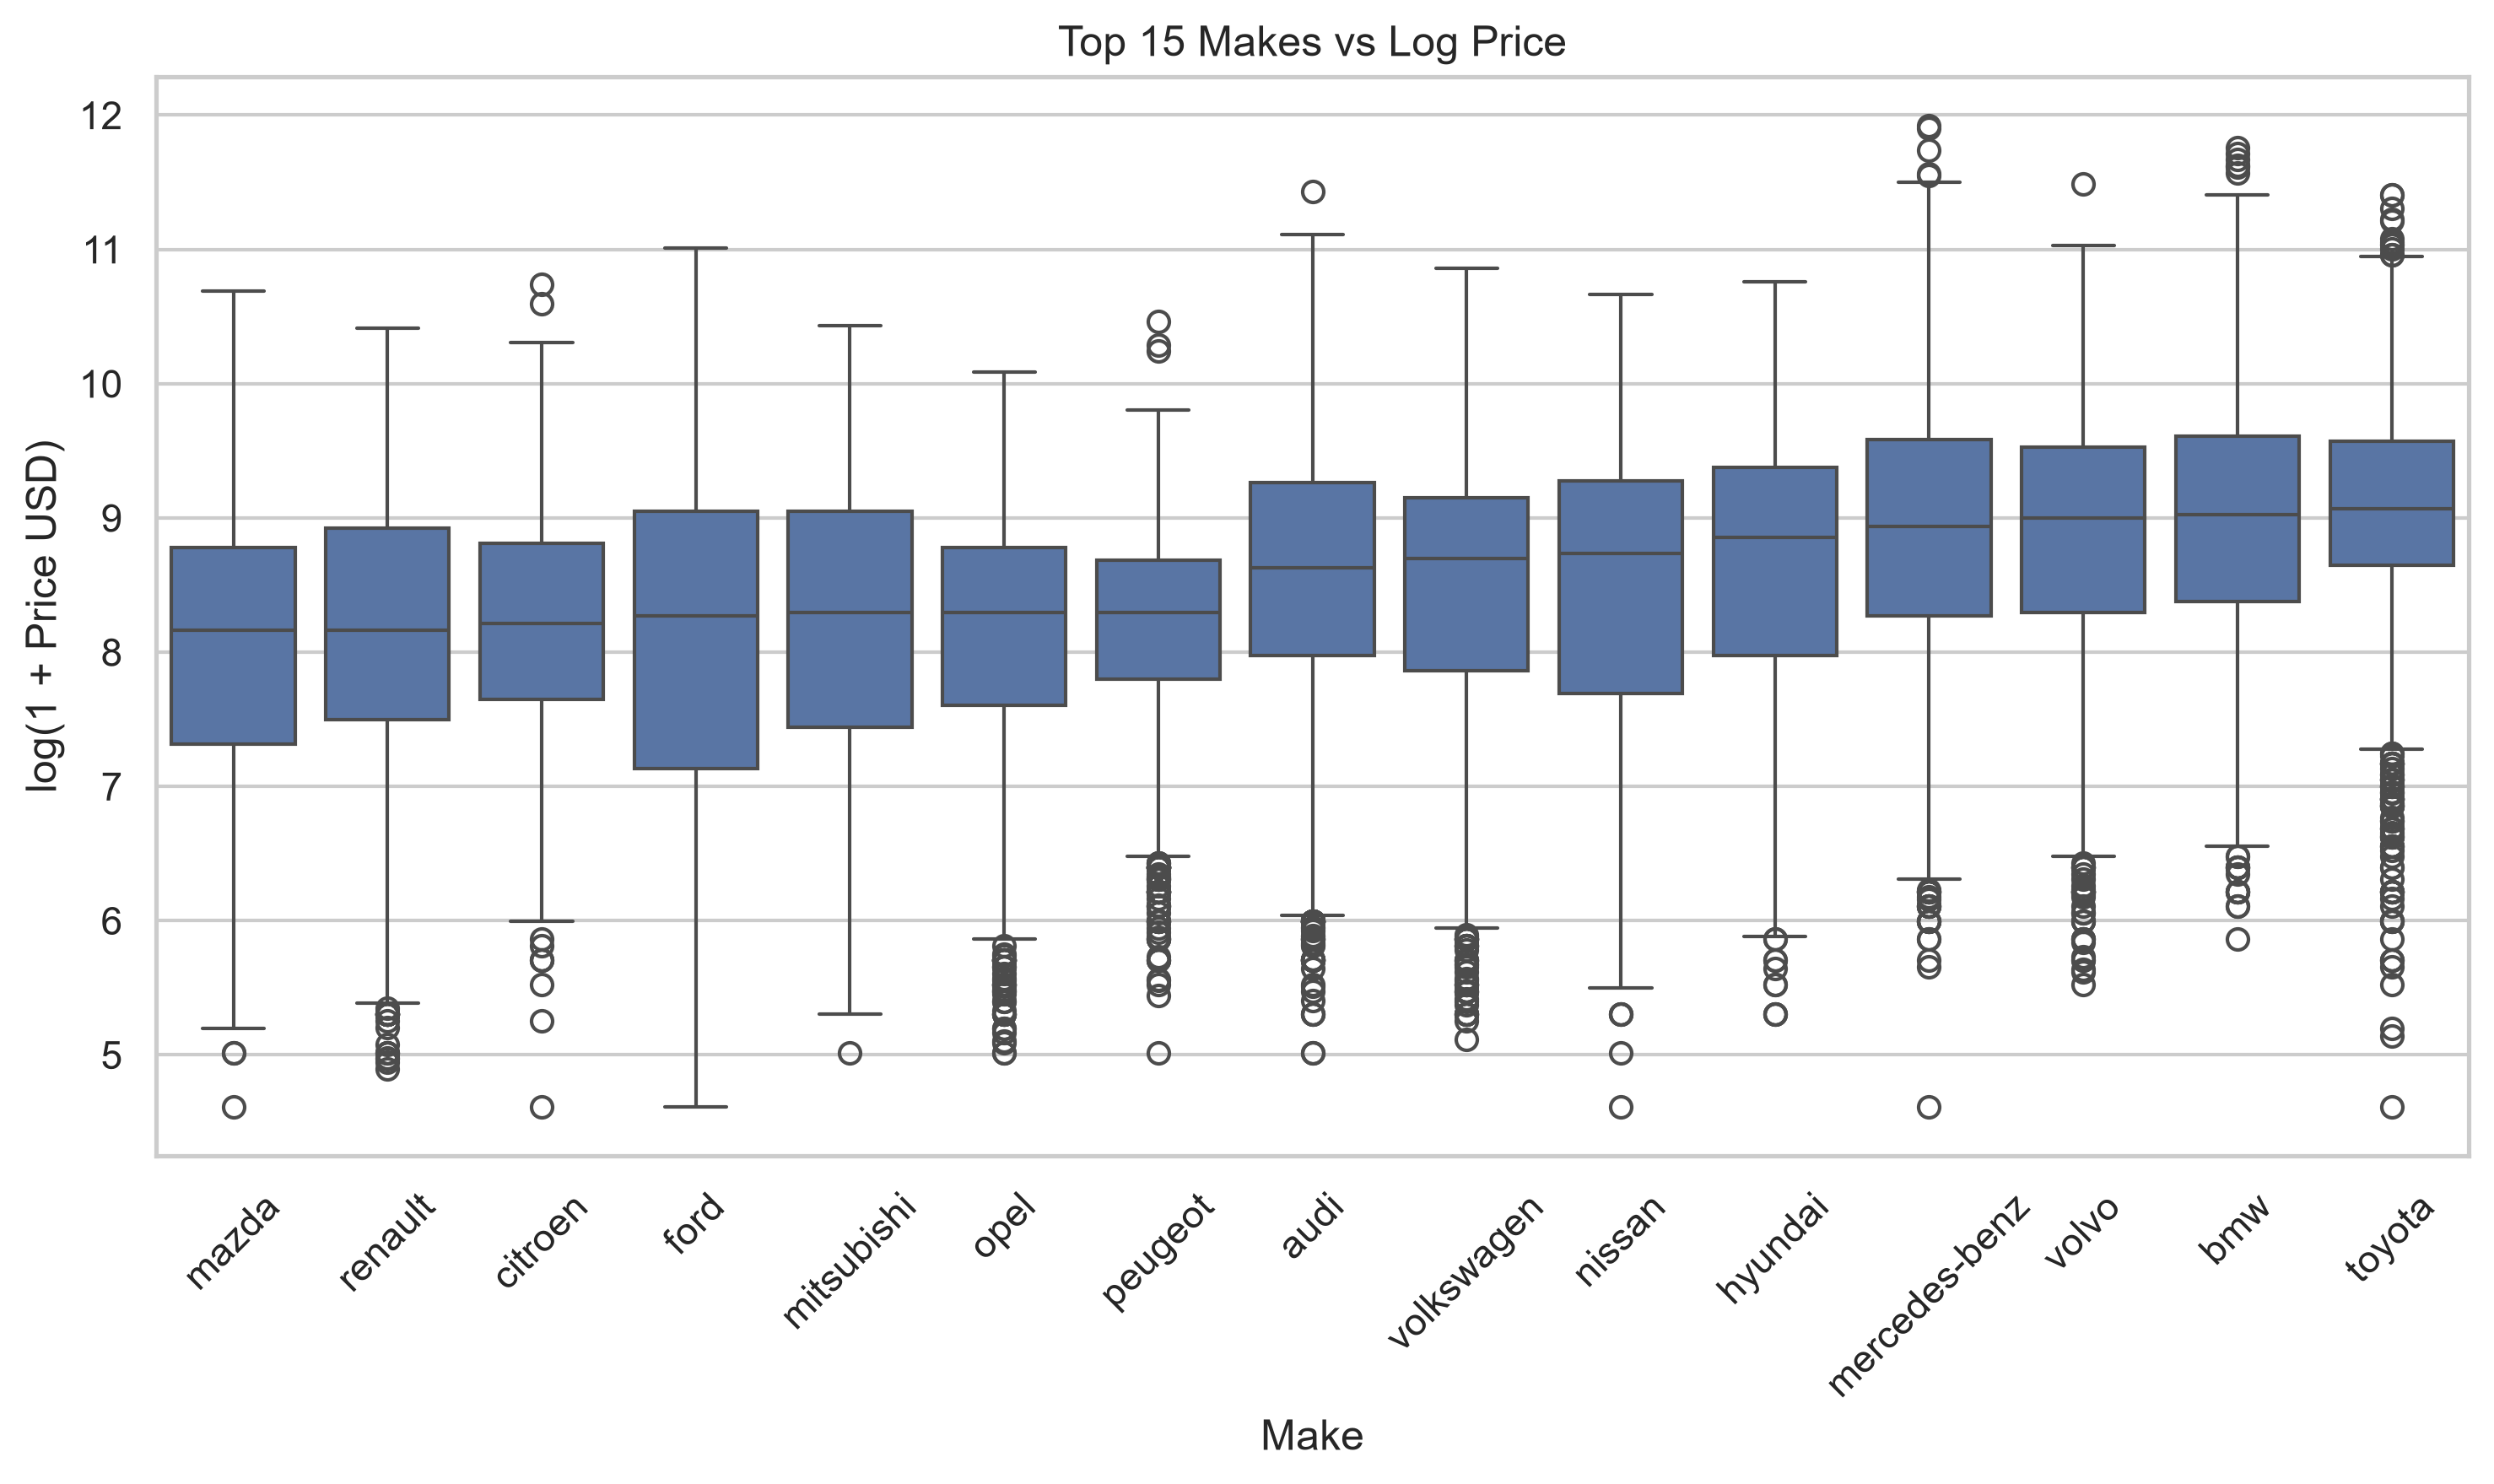 Top 15 Makes vs Log Price
log(1 + Price USD)
12
11
10
9
8
7
6
5
mazda
renault
citroen
ford
mitsubishi
opel
peugeot
audi
volkswagen
nissan
hyundai
mercedes-benz
volvo
bmw
toyota
Make